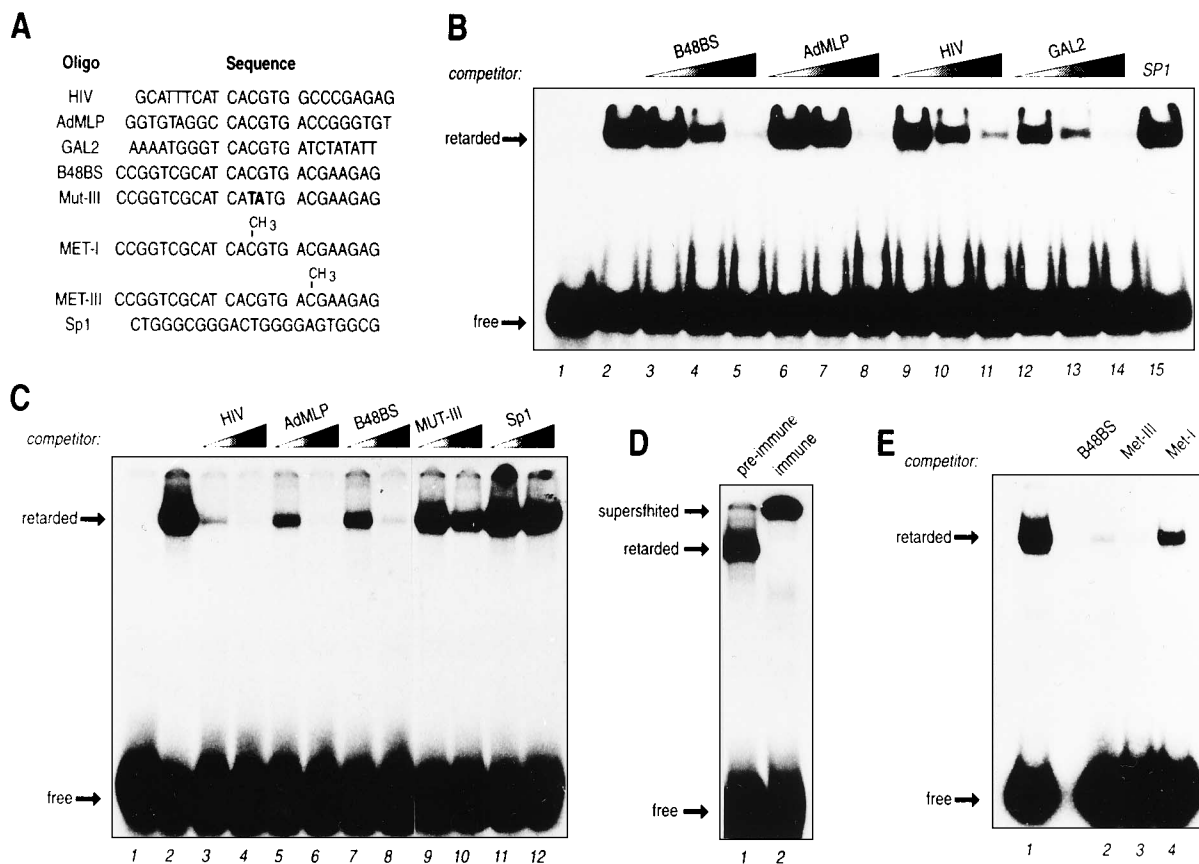 A
Oligo Sequence
HIV GCATTTCAT CACGTG GCCCGAGAG
AdMLP GGTGTAGGC CACGTG ACCGGGTGT
GAL2 AAAATGGGT CACGTG ATCTATATT
B48BS CCGGTCGCAT CACGTG ACGAAGAG
Mut-III CCGGTCGCAT CATATG ACGAAGAG
CH3
MET-I CCGGTCGCAT CACGTG ACGAAGAG
CH3
MET-III CCGGTCGCAT CACGTG ACGAAGAG
Sp1 CTGGGCGGGACTGGGGAGTGGCG
B
B48BS AdMLP HIV GAL2
competitor: SP1
retarded
free
1 2 3 4 5 6 7 8 9 10 11 12 13 14 15
C
HIV AdMLP B48BS MUT-III Sp1
competitor:
retarded
free
1 2 3 4 5 6 7 8 9 10 11 12
D
pre-immune immune
supersfhited
retarded
free
1 2
E
competitor: B48BS Met-III Met-I
retarded
free
1 2 3 4